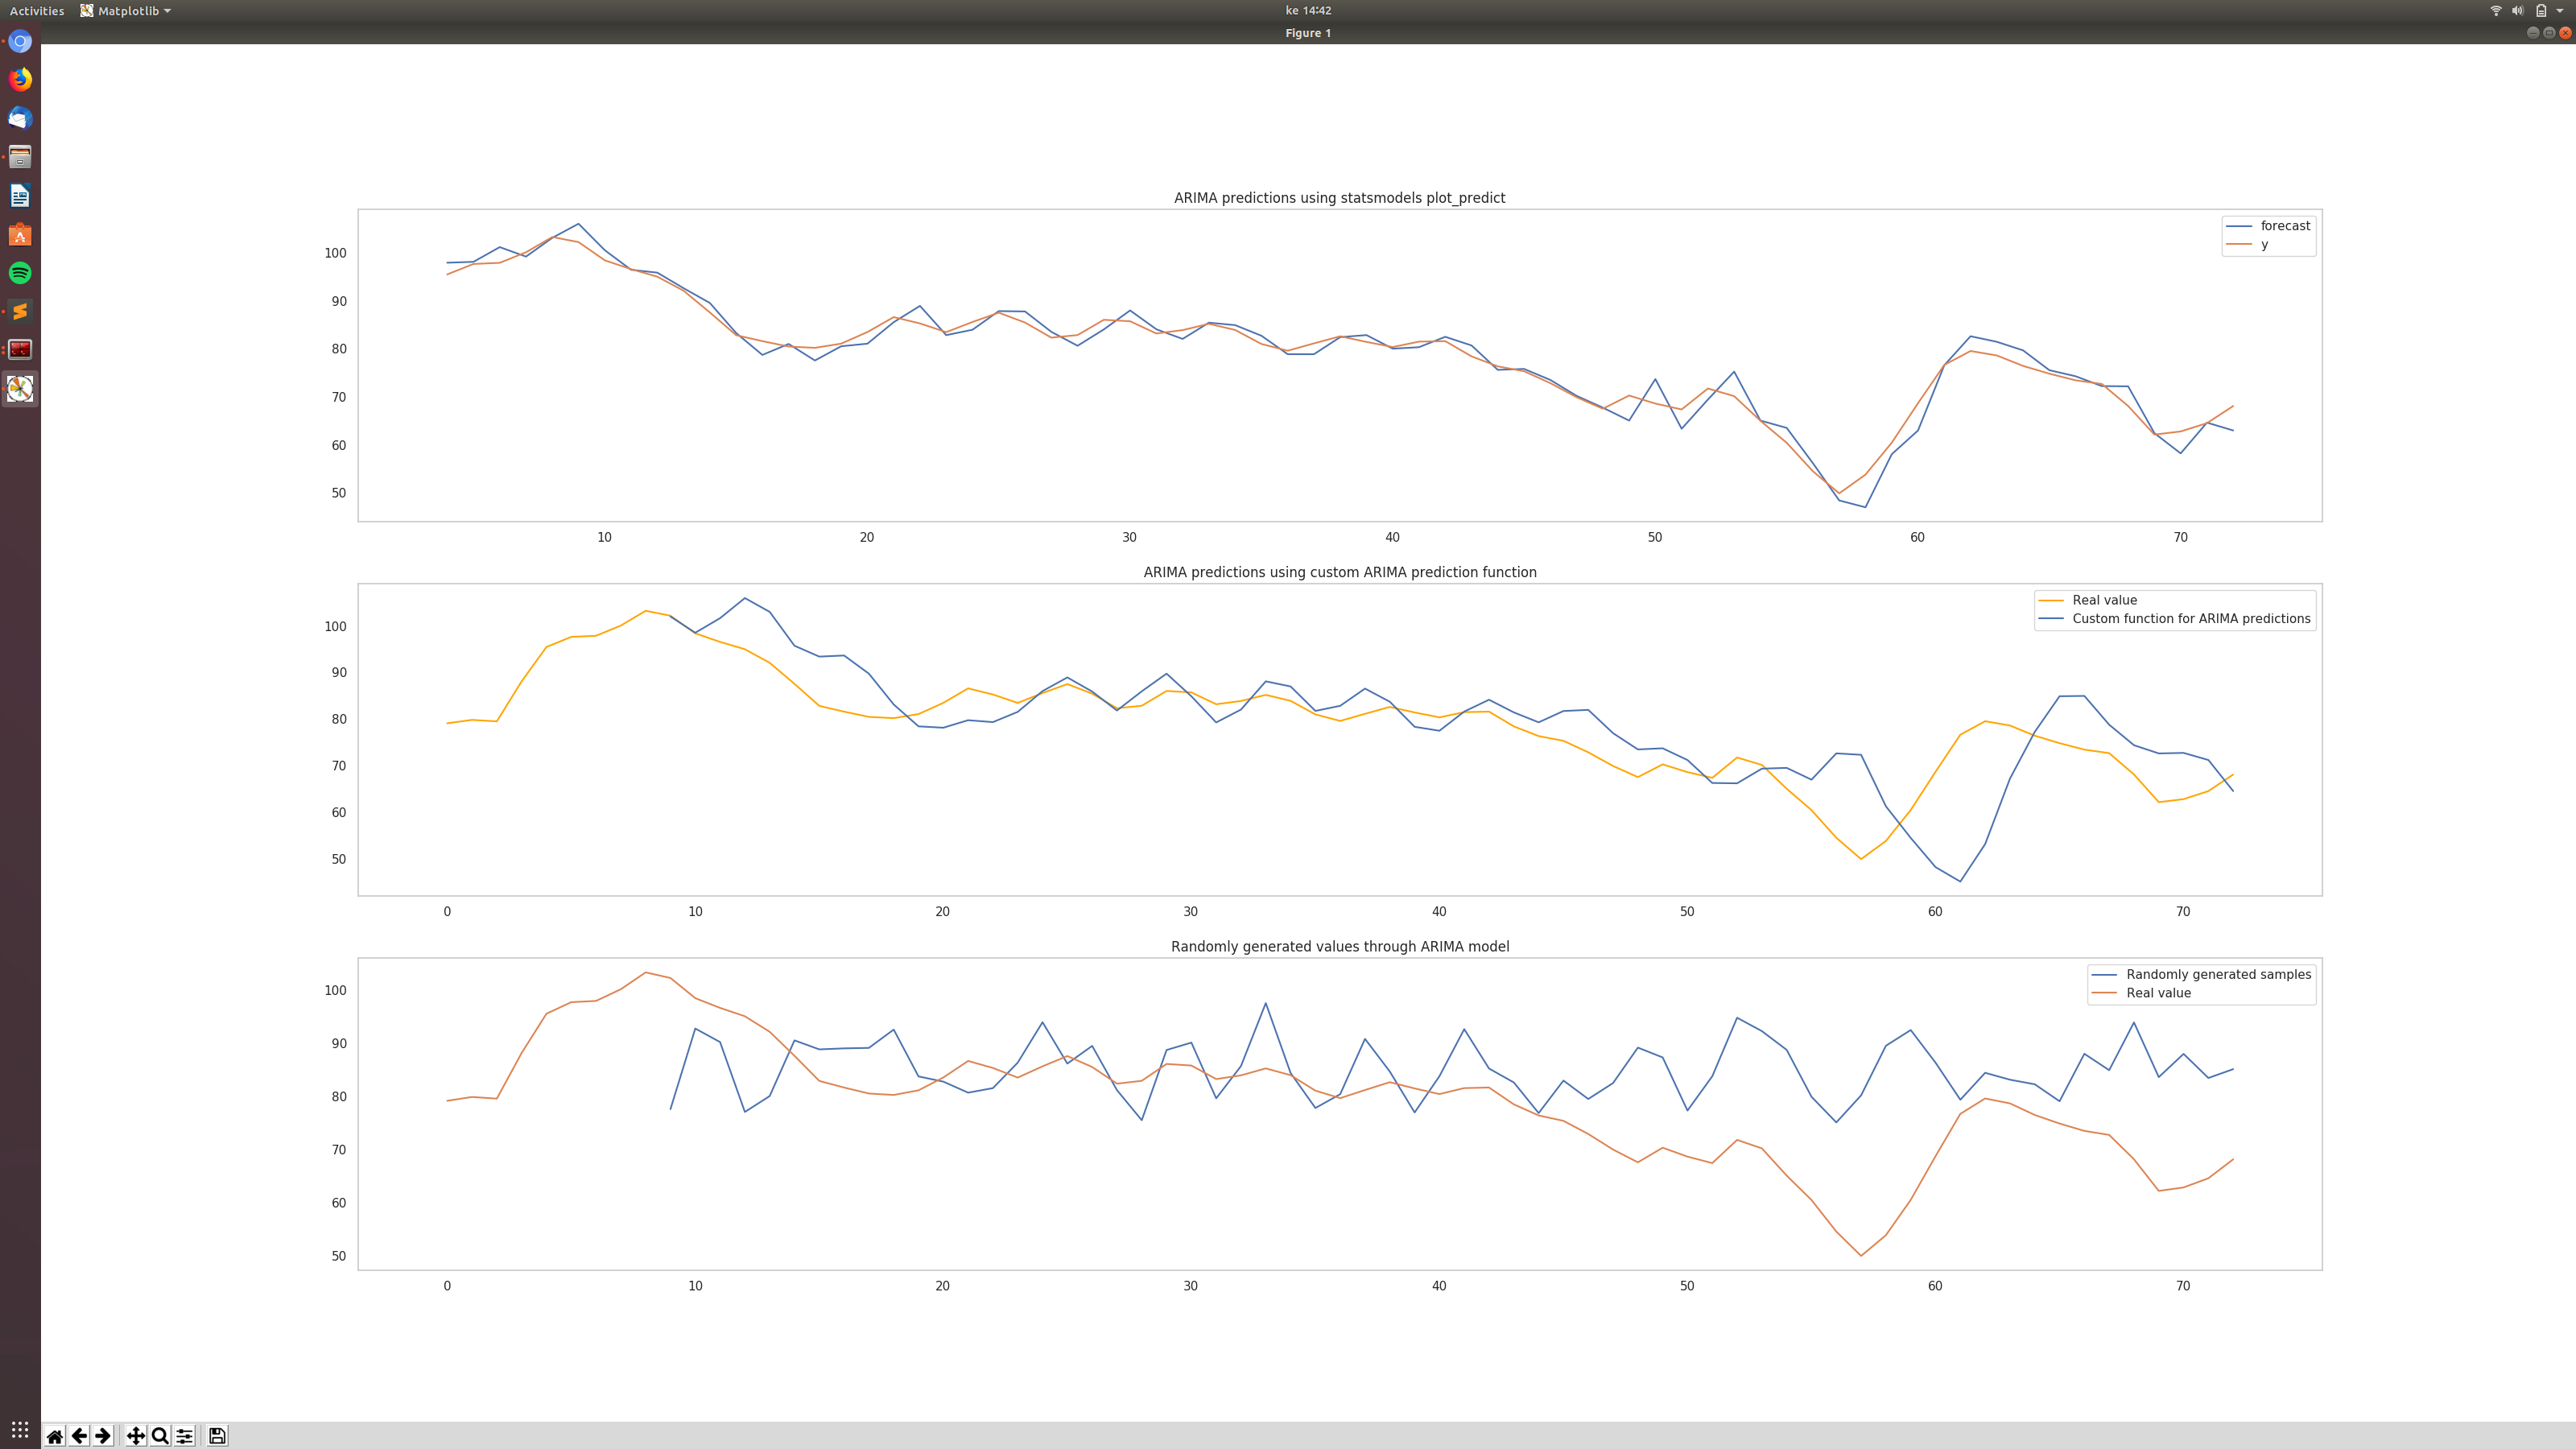 Activities Matplotlib ke 14:42
Figure 1
ARIMA predictions using statsmodels plot_predict
forecast
y
100
90
80
70
60
50
10 20 30 40 50 60 70
ARIMA predictions using custom ARIMA prediction function
Real value
Custom function for ARIMA predictions
100
90
80
70
60
50
0 10 20 30 40 50 60 70
Randomly generated values through ARIMA model
Randomly generated samples
Real value
100
90
80
70
60
50
0 10 20 30 40 50 60 70